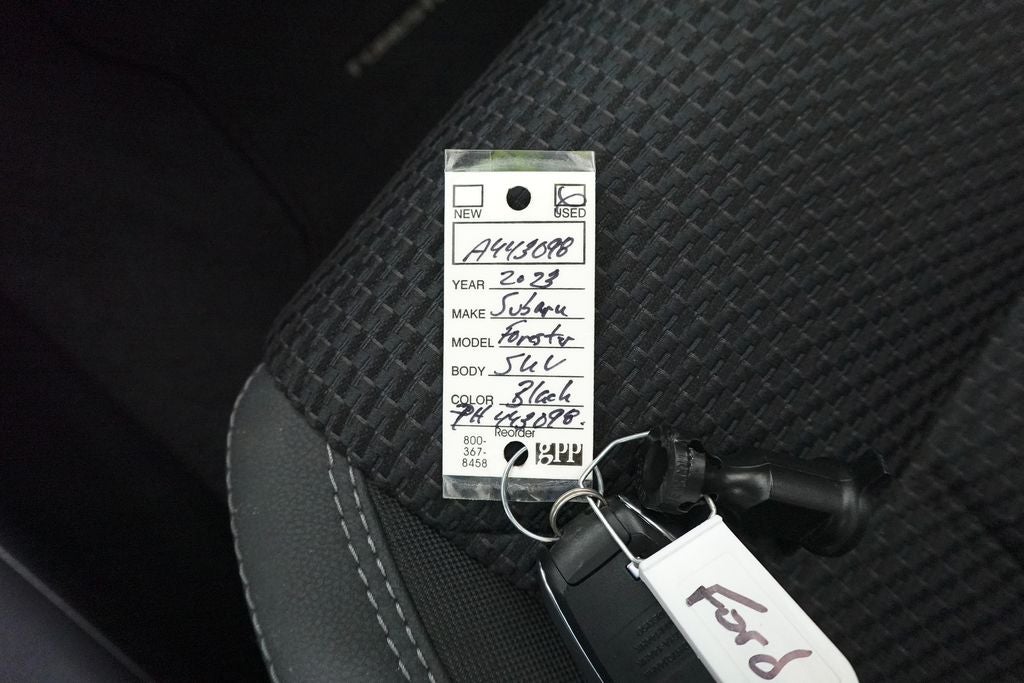 NEW USED
A443098
YEAR 2023
MAKE Subaru
MODEL Forester
BODY SUV
COLOR Black
PH 443098.
Reorder
800-
367-
8458
gpp
Ford